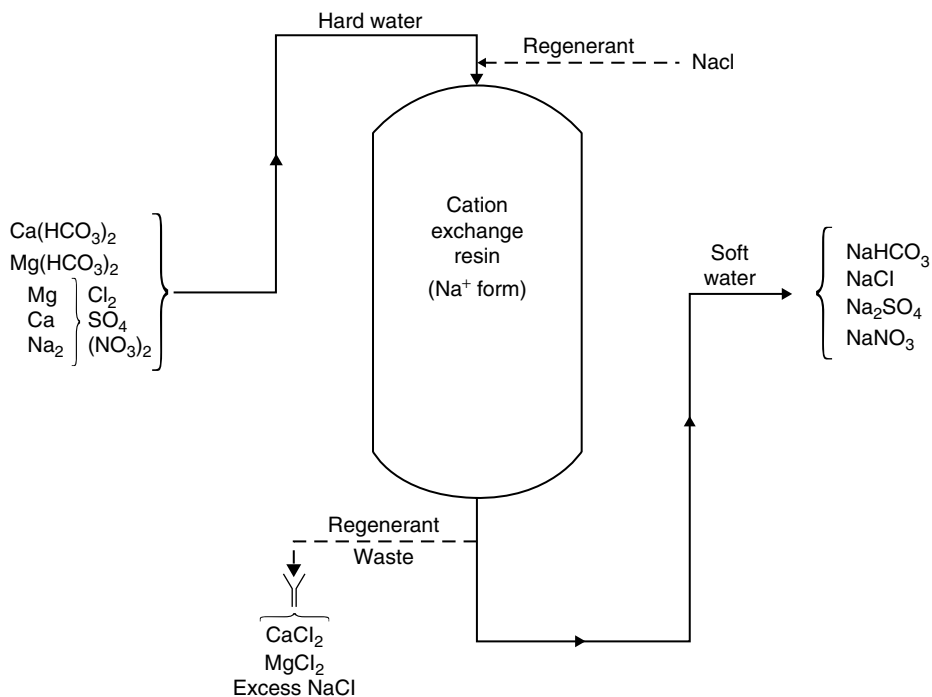 Hard water
Regenerant
Nacl
Ca(HCO₃)₂
Mg(HCO₃)₂
Mg Cl₂
Ca SO₄
Na₂ (NO₃)₂
Cation
exchange
resin
(Na⁺ form)
Soft
water
NaHCO₃
NaCl
Na₂SO₄
NaNO₃
Regenerant
Waste
CaCl₂
MgCl₂
Excess NaCl